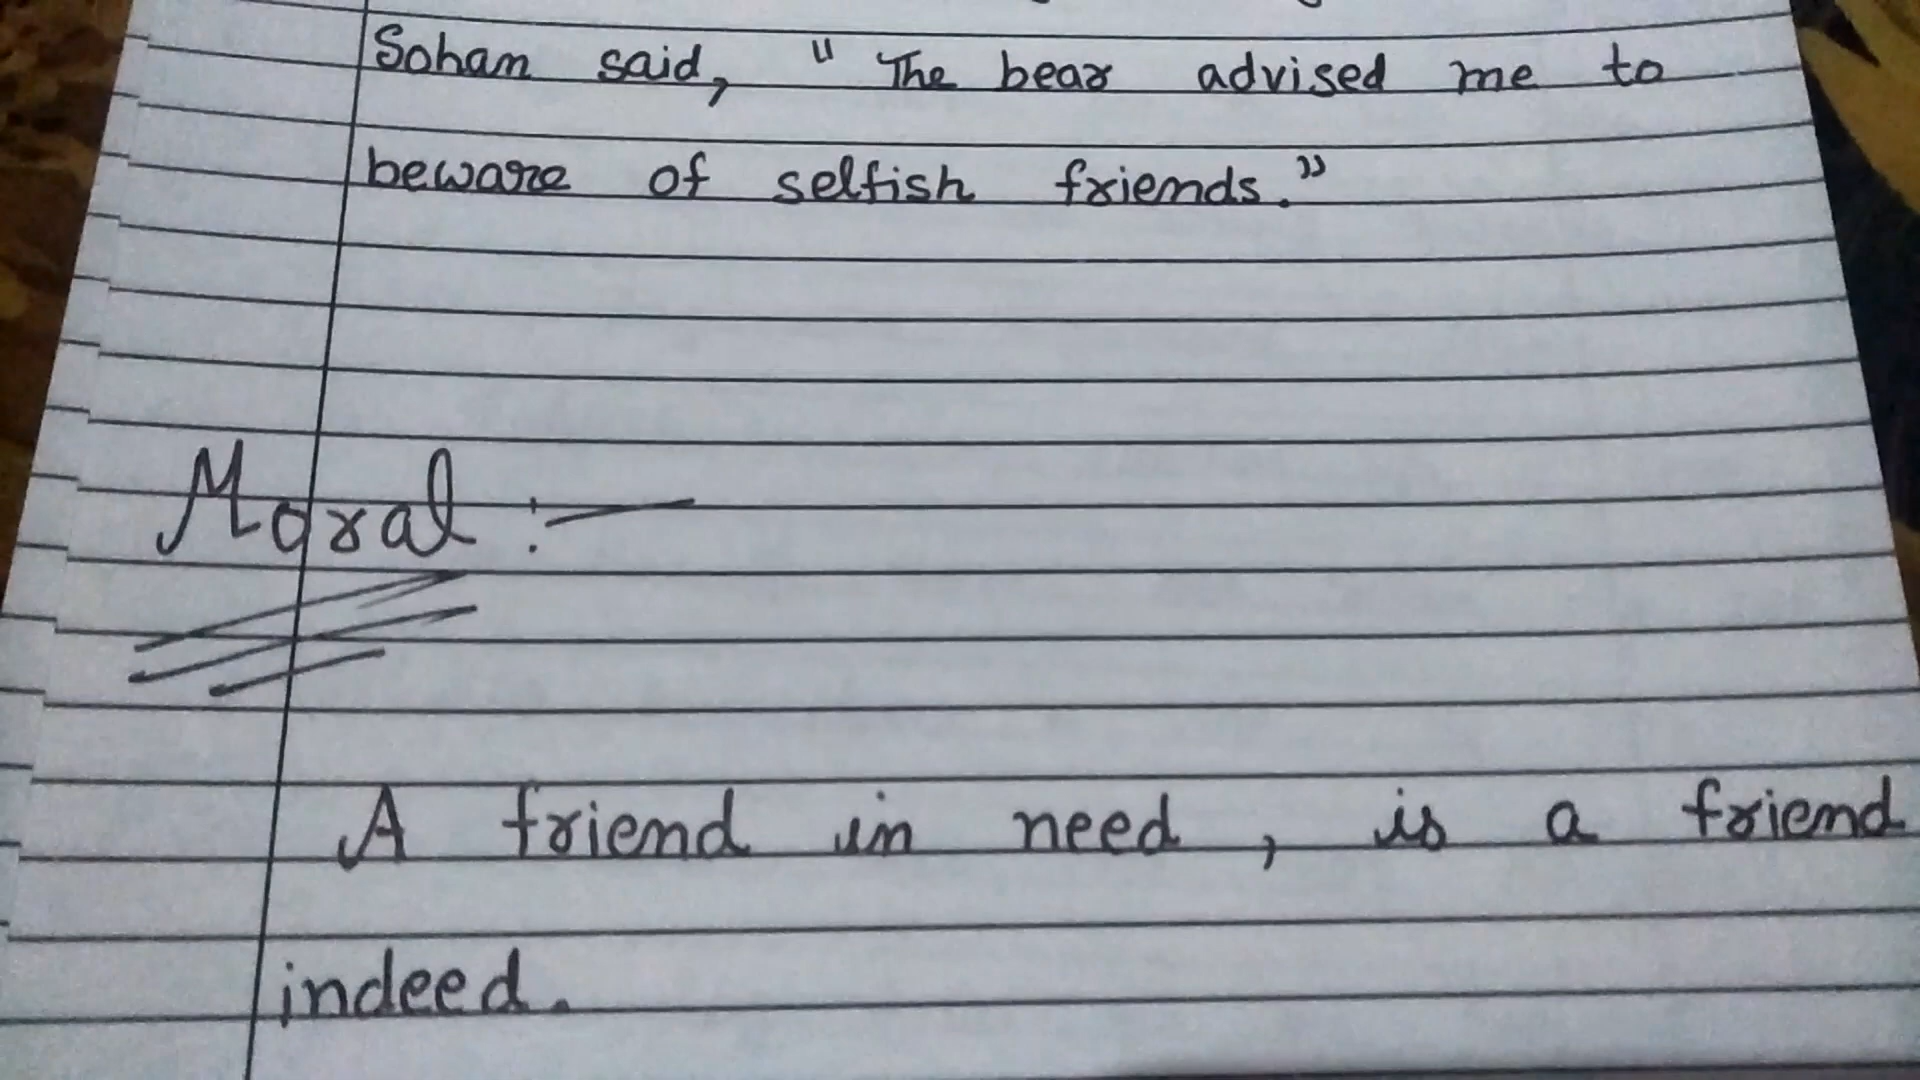 Soham said, " The bear advised me to
beware of selfish friends."
Moral :-
A friend in need , is a friend
indeed.